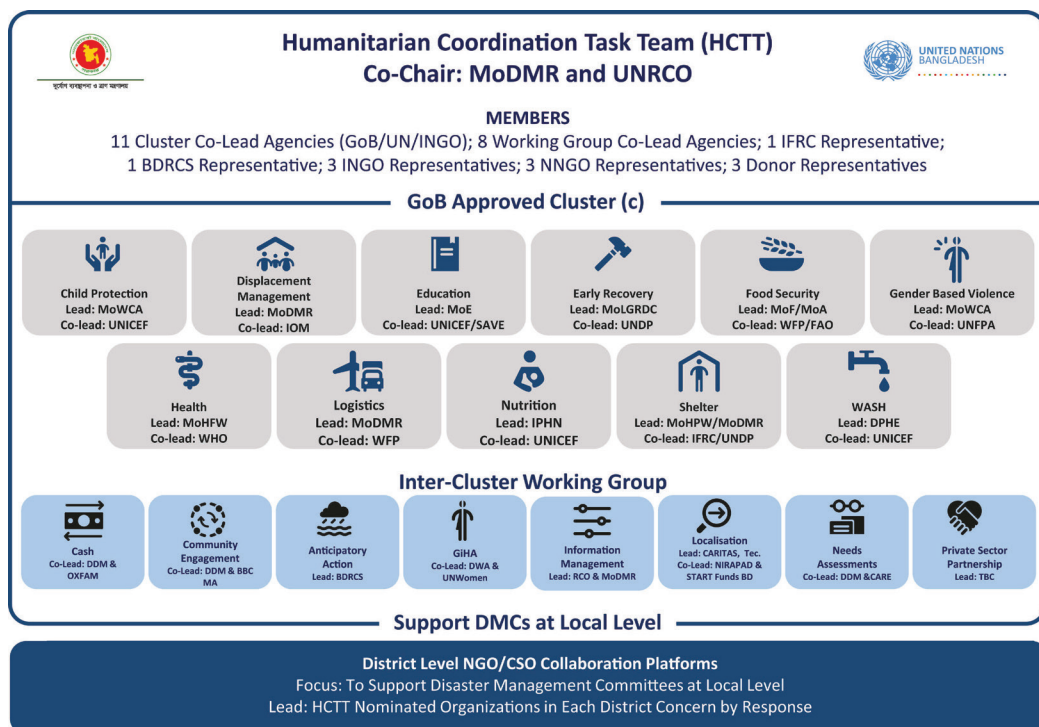 Humanitarian Coordination Task Team (HCTT)
Co-Chair: MoDMR and UNRCO
দুর্যোগ ব্যবস্থাপনা ও ত্রাণ মন্ত্রণালয়
UNITED NATIONS
BANGLADESH
MEMBERS
11 Cluster Co-Lead Agencies (GoB/UN/INGO); 8 Working Group Co-Lead Agencies; 1 IFRC Representative;
1 BDRCS Representative; 3 INGO Representatives; 3 NNGO Representatives; 3 Donor Representatives
GoB Approved Cluster (c)
Child Protection
Lead: MoWCA
Co-lead: UNICEF
Displacement
Management
Lead: MoDMR
Co-lead: IOM
Education
Lead: MoE
Co-lead: UNICEF/SAVE
Early Recovery
Lead: MoLGRDC
Co-lead: UNDP
Food Security
Lead: MoF/MoA
Co-lead: WFP/FAO
Gender Based Violence
Lead: MoWCA
Co-lead: UNFPA
Health
Lead: MoHFW
Co-lead: WHO
Logistics
Lead: MoDMR
Co-lead: WFP
Nutrition
Lead: IPHN
Co-lead: UNICEF
Shelter
Lead: MoHPW/MoDMR
Co-lead: IFRC/UNDP
WASH
Lead: DPHE
Co-lead: UNICEF
Inter-Cluster Working Group
Cash
Co-Lead: DDM &
OXFAM
Community
Engagement
Co-Lead: DDM & BBC
MA
Anticipatory
Action
Lead: BDRCS
GiHA
Co-Lead: DWA &
UNWomen
Information
Management
Lead: RCO & MoDMR
Localisation
Lead: CARITAS, Tec.
Co-Lead: NIRAPAD &
START Funds BD
Needs
Assessments
Co-Lead: DDM &CARE
Private Sector
Partnership
Lead: TBC
Support DMCs at Local Level
District Level NGO/CSO Collaboration Platforms
Focus: To Support Disaster Management Committees at Local Level
Lead: HCTT Nominated Organizations in Each District Concern by Response